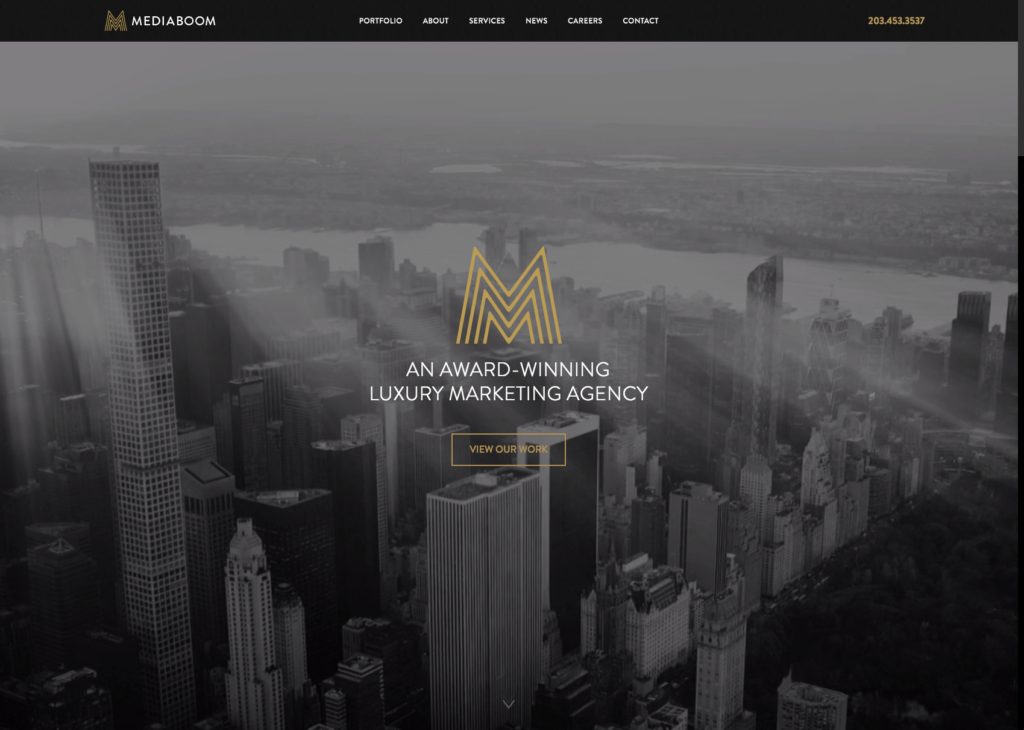 MEDIABOOM
PORTFOLIO ABOUT SERVICES NEWS CAREERS CONTACT
203.453.3537
AN AWARD-WINNING
LUXURY MARKETING AGENCY
VIEW OUR WORK